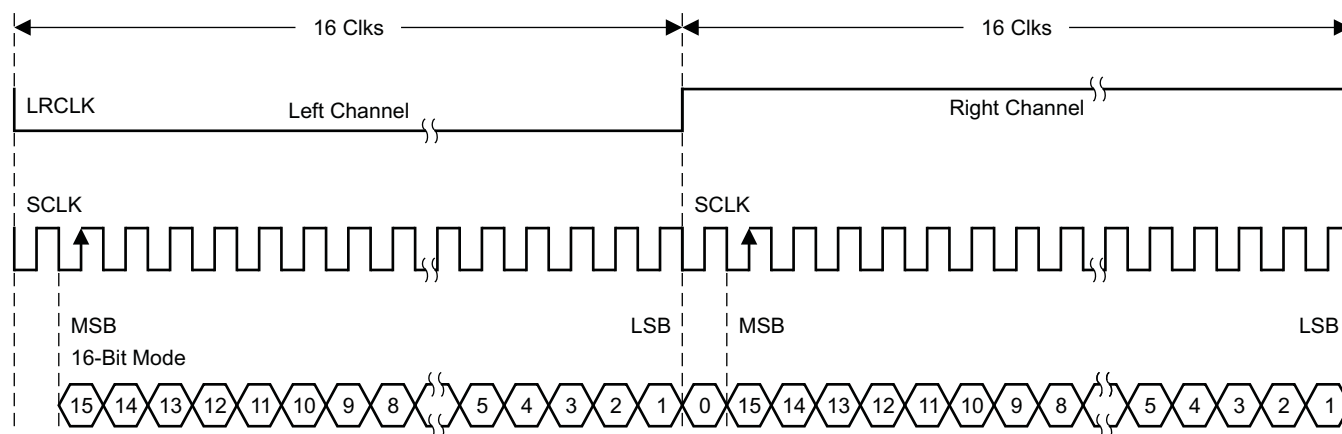 16 Clks 16 Clks
LRCLK Left Channel Right Channel
SCLK SCLK
MSB LSB MSB LSB
16-Bit Mode
15 14 13 12 11 10 9 8 5 4 3 2 1 0 15 14 13 12 11 10 9 8 5 4 3 2 1